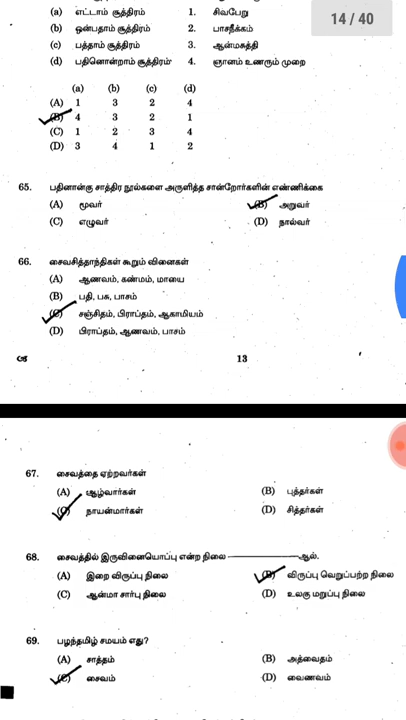 (a) எட்டாம் சூத்திரம் 1. சிவபேறு
14 / 40
(b) ஒன்பதாம் சூத்திரம் 2. பாசநீக்கம்
(c) பத்தாம் சூத்திரம் 3. ஆன்மசுத்தி
(d) பதினொன்றாம் சூத்திரம் 4. ஞானம் உணரும் முறை
(a) (b) (c) (d)
(A) 1 3 2 4
(B) 4 3 2 1
(C) 1 2 3 4
(D) 3 4 1 2
65. பதினான்கு சாத்திர நூல்களை அருளித்த சான்றோர்களின் எண்ணிக்கை
(A) மூவர் (B) அறுவர்
(C) எழுவர் (D) நால்வர்
66. சைவசித்தாந்திகள் கூறும் வினைகள்
(A) ஆணவம், கண்மம், மாயை
(B) பதி, பசு, பாசம்
(C) சஞ்சிதம், பிராப்தம், ஆகாமியம்
(D) பிராப்தம், ஆணவம், பாசம்
13
67. சைவத்தை ஏற்றவர்கள்
(A) ஆழ்வார்கள் (B) புத்தர்கள்
(C) நாயன்மார்கள் (D) சித்தர்கள்
68. சைவத்தில் இருவினையொப்பு என்ற நிலை ————— ஆல்.
(A) இறை விருப்பு நிலை (B) விருப்பு வெறுப்பற்ற நிலை
(C) ஆன்மா சார்பு நிலை (D) உலகு மறுப்பு நிலை
69. பழந்தமிழ் சமயம் எது?
(A) சாத்தம் (B) அத்வைதம்
(C) சைவம் (D) வைணவம்